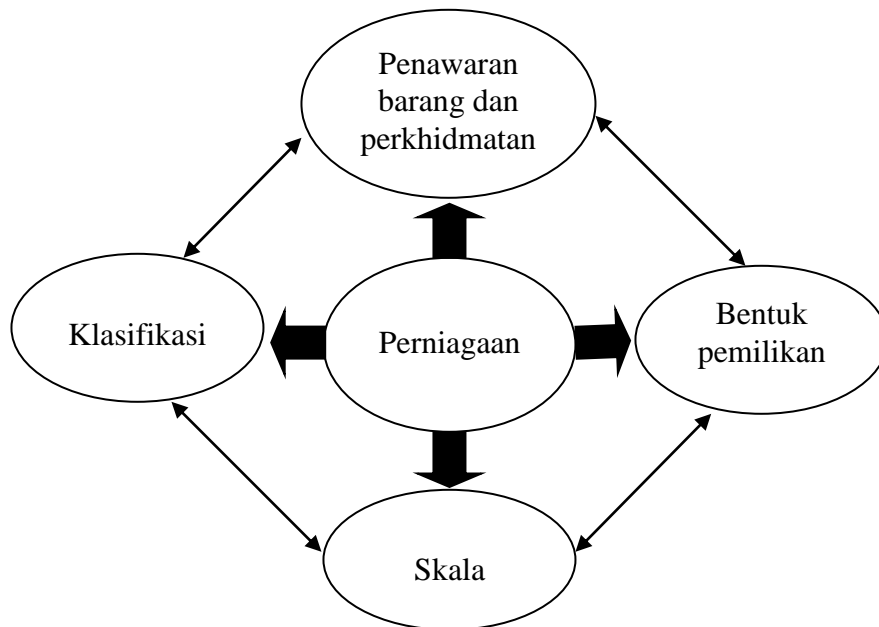 Penawaran
barang dan
perkhidmatan
Klasifikasi
Perniagaan
Bentuk
pemilikan
Skala